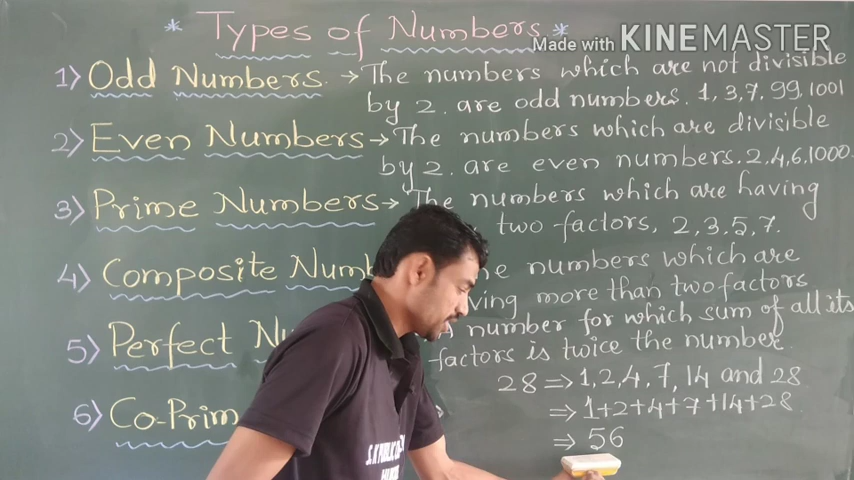 * Types of Numbers *
Made with KINEMASTER
1) Odd Numbers. → The numbers which are not divisible
by 2. are odd numbers. 1, 3, 7, 99, 1001
2) Even Numbers → The numbers which are divisible
by 2. are even numbers. 2, 4, 6, 1000.
3) Prime Numbers → The numbers which are having
two factors, 2, 3, 5, 7.
4) Composite Numb numbers which are
more than two factors
5) Perfect number for which sum of all its
factors is twice the number.
28 ⇒ 1, 2, 4, 7, 14 and 28
6) Co-Prim ⇒ 1+2+4+7+14+28
⇒ 56
S.K PUBLIC